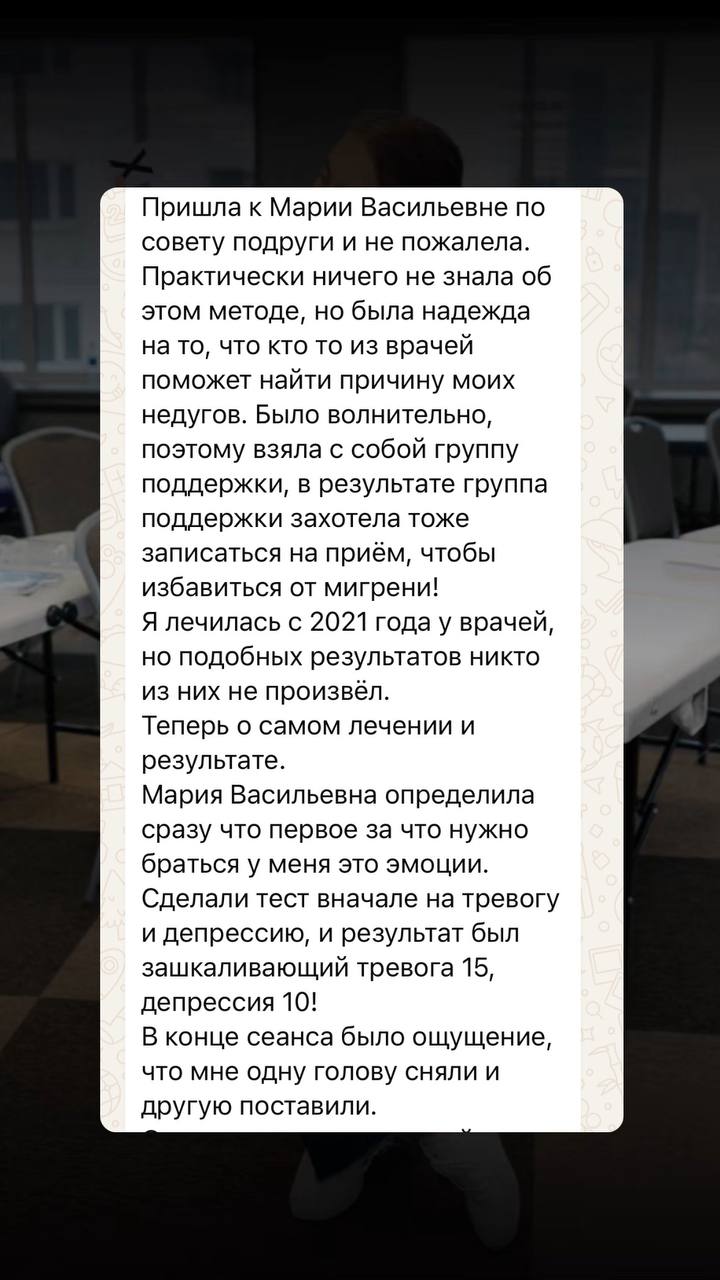 Пришла к Марии Васильевне по
совету подруги и не пожалела.
Практически ничего не знала об
этом методе, но была надежда
на то, что кто то из врачей
поможет найти причину моих
недугов. Было волнительно,
поэтому взяла с собой группу
поддержки, в результате группа
поддержки захотела тоже
записаться на приём, чтобы
избавиться от мигрени!
Я лечилась с 2021 года у врачей,
но подобных результатов никто
из них не произвёл.
Теперь о самом лечении и
результате.
Мария Васильевна определила
сразу что первое за что нужно
браться у меня это эмоции.
Сделали тест вначале на тревогу
и депрессию, и результат был
зашкаливающий тревога 15,
депрессия 10!
В конце сеанса было ощущение,
что мне одну голову сняли и
другую поставили.